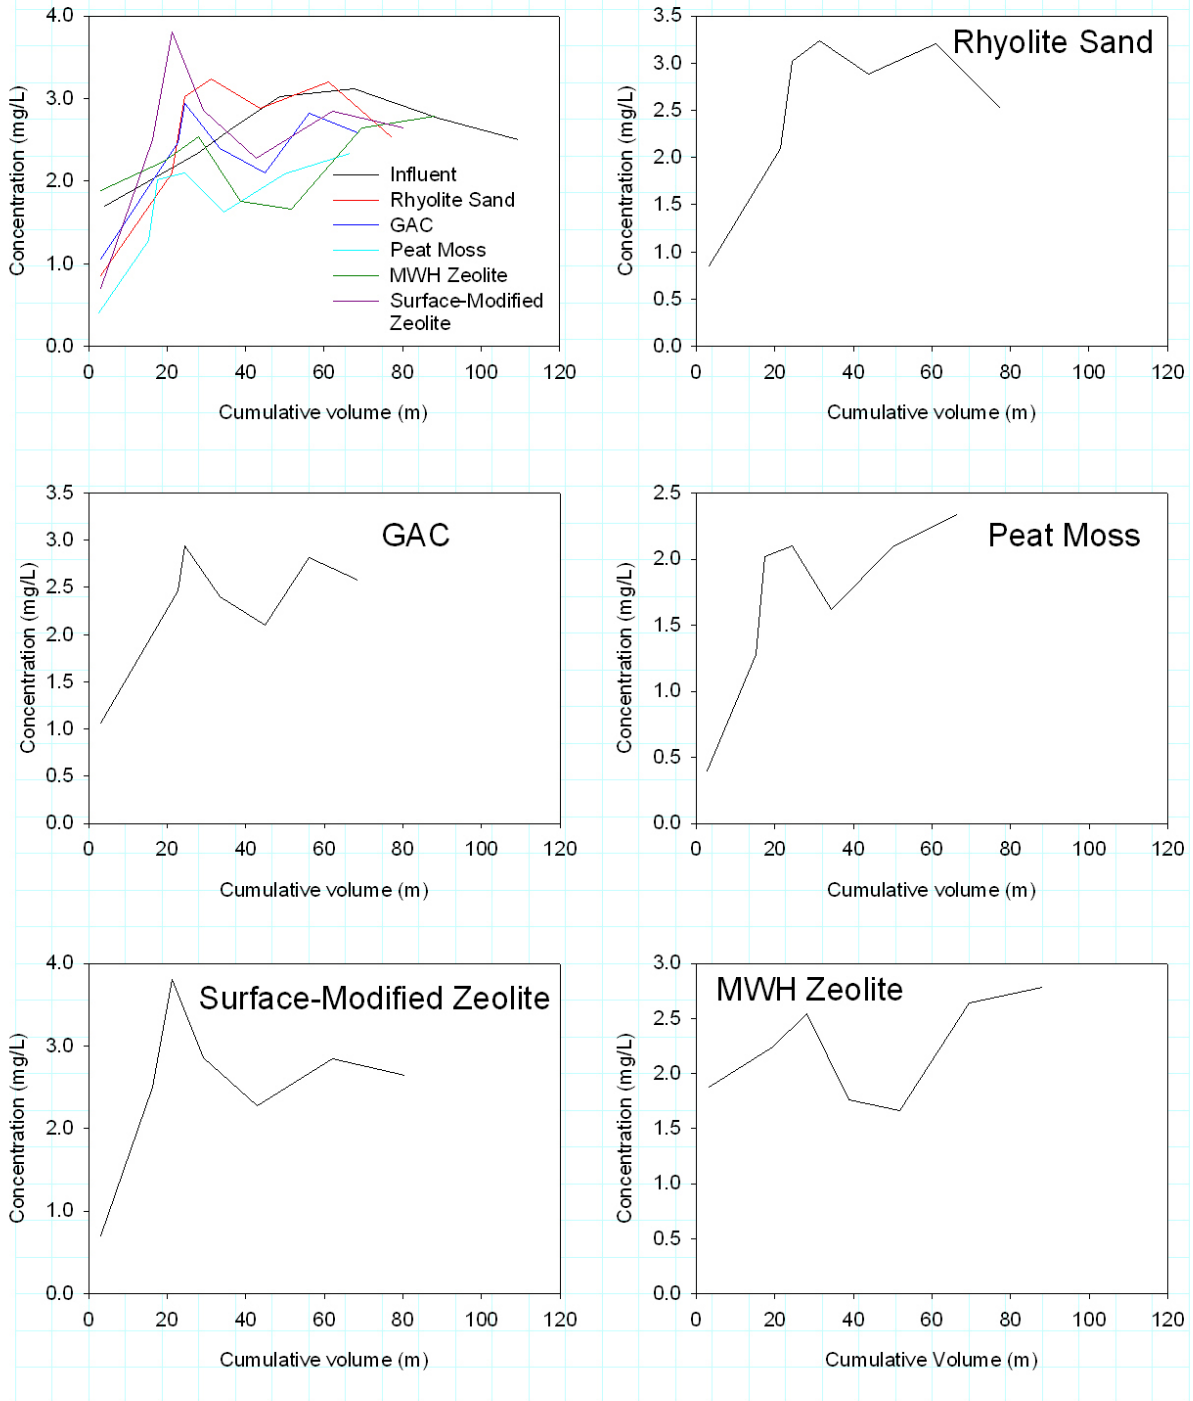 4.0
3.0
2.0
1.0
0.0
Concentration (mg/L)
0 20 40 60 80 100 120
Cumulative volume (m)
Influent
Rhyolite Sand
GAC
Peat Moss
MWH Zeolite
Surface-Modified
Zeolite
Rhyolite Sand
3.5
3.0
2.5
2.0
1.5
1.0
0.5
0.0
Concentration (mg/L)
0 20 40 60 80 100 120
Cumulative volume (m)
GAC
3.5
3.0
2.5
2.0
1.5
1.0
0.5
0.0
Concentration (mg/L)
0 20 40 60 80 100 120
Cumulative volume (m)
Peat Moss
2.5
2.0
1.5
1.0
0.5
0.0
Concentration (mg/L)
0 20 40 60 80 100 120
Cumulative volume (m)
Surface-Modified Zeolite
4.0
3.0
2.0
1.0
0.0
Concentration (mg/L)
0 20 40 60 80 100 120
Cumulative volume (m)
MWH Zeolite
3.0
2.5
2.0
1.5
1.0
0.5
0.0
Concentration (mg/L)
0 20 40 60 80 100 120
Cumulative Volume (m)